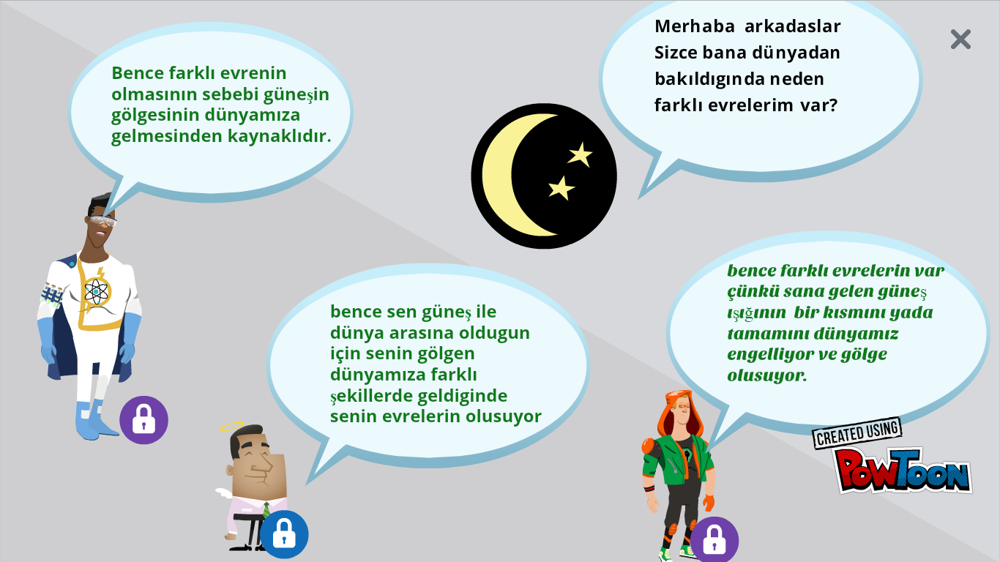 Merhaba arkadaslar
Sizce bana dünyadan
bakıldıgında neden
farklı evrelerim var?
Bence farklı evrenin
olmasının sebebi güneşin
gölgesinin dünyamıza
gelmesinden kaynaklıdır.
bence sen güneş ile
dünya arasına oldugun
için senin gölgen
dünyamıza farklı
şekillerde geldiginde
senin evrelerin olusuyor
bence farklı evrelerin var
çünkü sana gelen güneş
ışığının bir kısmını yada
tamamını dünyamız
engelliyor ve gölge
olusuyor.
CREATED USING
POWTOON